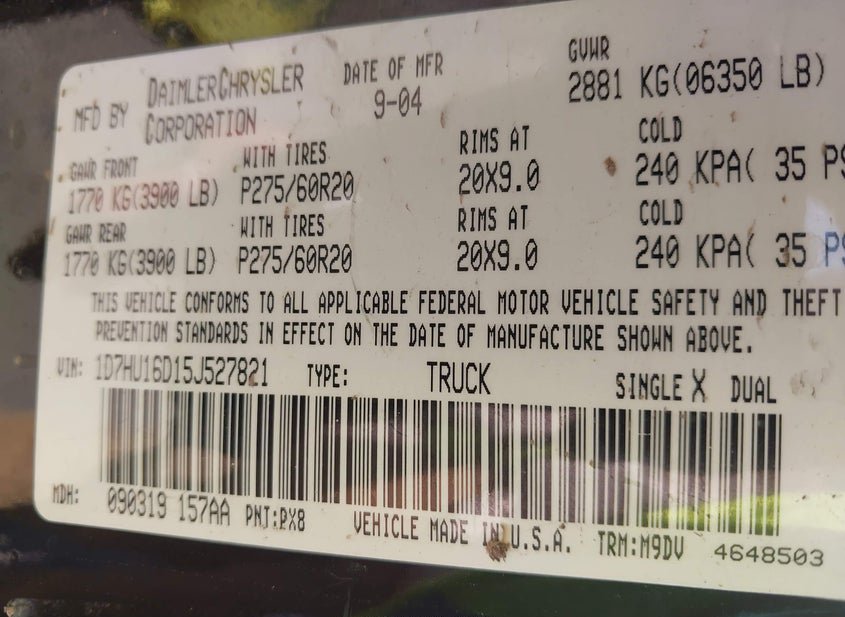 MFD BY DAIMLERCHRYSLER CORPORATION DATE OF MFR 9-04 GVWR 2881 KG(06350 LB)
GAWR FRONT WITH TIRES RIMS AT COLD
1770 KG(3900 LB) P275/60R20 20X9.0 240 KPA( 35 PS
GAWR REAR WITH TIRES RIMS AT COLD
1770 KG(3900 LB) P275/60R20 20X9.0 240 KPA( 35 PS
THIS VEHICLE CONFORMS TO ALL APPLICABLE FEDERAL MOTOR VEHICLE SAFETY AND THEFT
PREVENTION STANDARDS IN EFFECT ON THE DATE OF MANUFACTURE SHOWN ABOVE.
VIN: 1D7HU16D15J527821 TYPE: TRUCK SINGLE X DUAL
MDH: 090319 157AA PNT:PX8 VEHICLE MADE IN U.S.A. TRM:M9DV 4648503